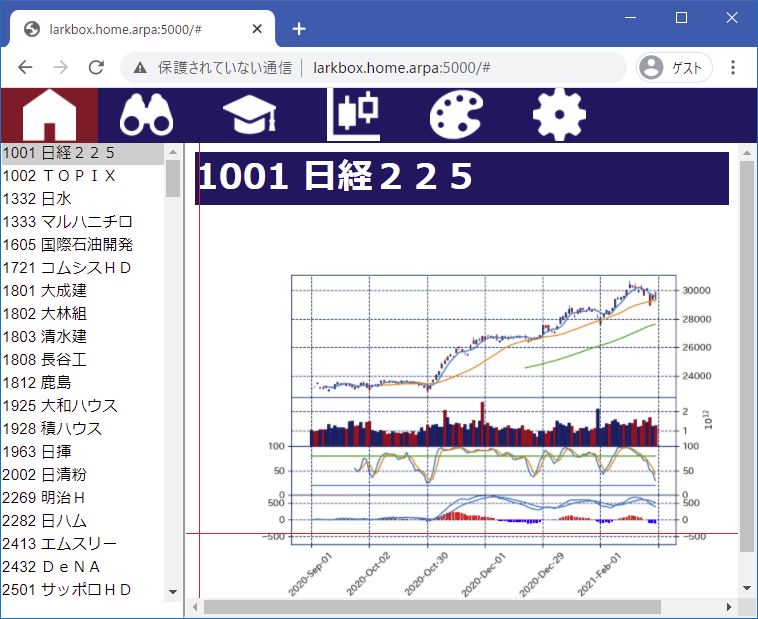 larkbox.home.arpa:5000/#
保護されていない通信 larkbox.home.arpa:5000/# ゲスト
1001 日経２２５
1002 ＴＯＰＩＸ
1332 日水
1333 マルハニチロ
1605 国際石油開発
1721 コムシスＨＤ
1801 大成建
1802 大林組
1803 清水建
1808 長谷工
1812 鹿島
1925 大和ハウス
1928 積ハウス
1963 日揮
2002 日清粉
2269 明治Ｈ
2282 日ハム
2413 エムスリー
2432 ＤｅＮＡ
2501 サッポロＨＤ
1001 日経２２５
30000
28000
26000
24000
2
1
10¹²
100
50
0
100
50
0
500
0
−500
500
0
−500
2020-Sep-01
2020-Oct-02
2020-Oct-30
2020-Dec-01
2020-Dec-29
2021-Feb-01